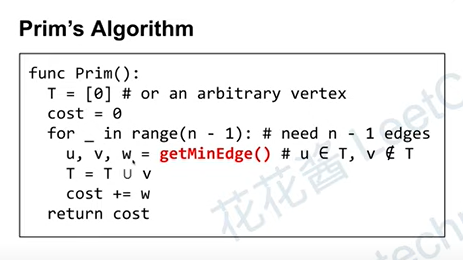 Prim's Algorithm
func Prim():
  T = [0] # or an arbitrary vertex
  cost = 0
  for _ in range(n - 1): # need n - 1 edges
    u, v, w = getMinEdge() # u ∈ T, v ∉ T
    T = T ∪ v
    cost += w
  return cost
花花酱 LeetC
techn